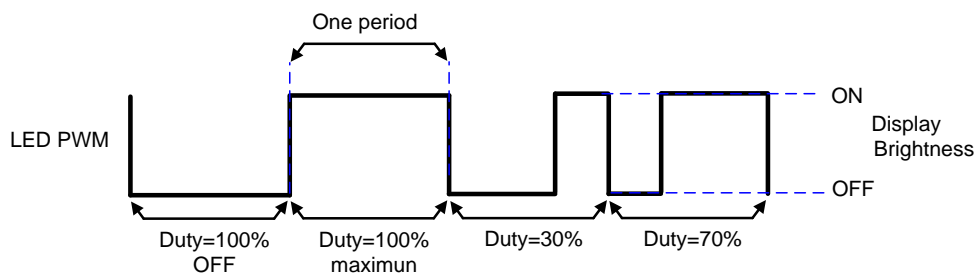 One period
LED PWM
ON
Display
Brightness
OFF
Duty=100%
OFF
Duty=100%
maximun
Duty=30%
Duty=70%